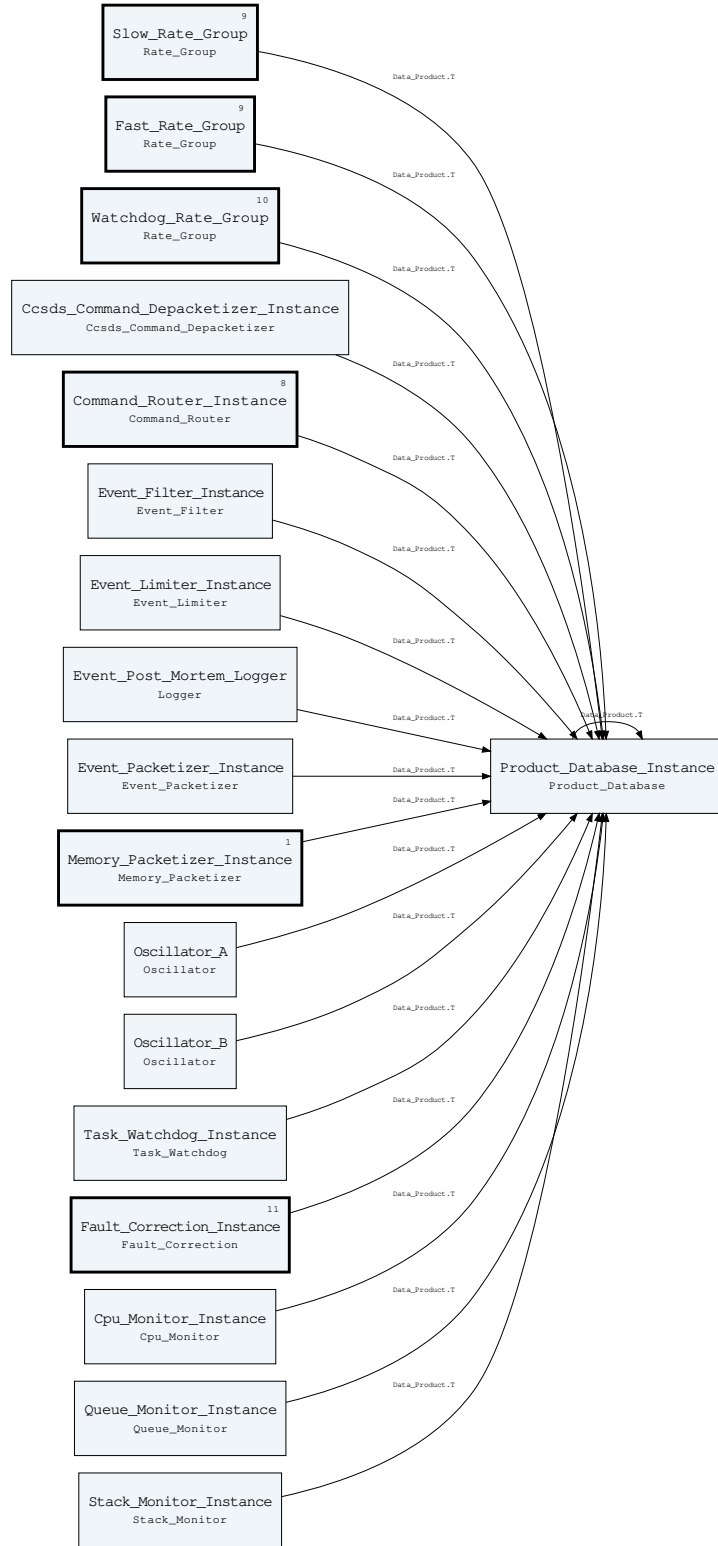 9
Slow_Rate_Group
Rate_Group
Data_Product.T
9
Fast_Rate_Group
Rate_Group
Data_Product.T
10
Watchdog_Rate_Group
Rate_Group
Data_Product.T
Ccsds_Command_Depacketizer_Instance
Ccsds_Command_Depacketizer
Data_Product.T
8
Command_Router_Instance
Command_Router
Data_Product.T
Event_Filter_Instance
Event_Filter
Data_Product.T
Event_Limiter_Instance
Event_Limiter
Data_Product.T
Event_Post_Mortem_Logger
Logger
Data_Product.T
Data_Product.T
Event_Packetizer_Instance
Event_Packetizer
Data_Product.T
Product_Database_Instance
Product_Database
Data_Product.T
1
Memory_Packetizer_Instance
Memory_Packetizer
Data_Product.T
Oscillator_A
Oscillator
Data_Product.T
Oscillator_B
Oscillator
Data_Product.T
Task_Watchdog_Instance
Task_Watchdog
Data_Product.T
11
Fault_Correction_Instance
Fault_Correction
Data_Product.T
Cpu_Monitor_Instance
Cpu_Monitor
Data_Product.T
Queue_Monitor_Instance
Queue_Monitor
Data_Product.T
Stack_Monitor_Instance
Stack_Monitor